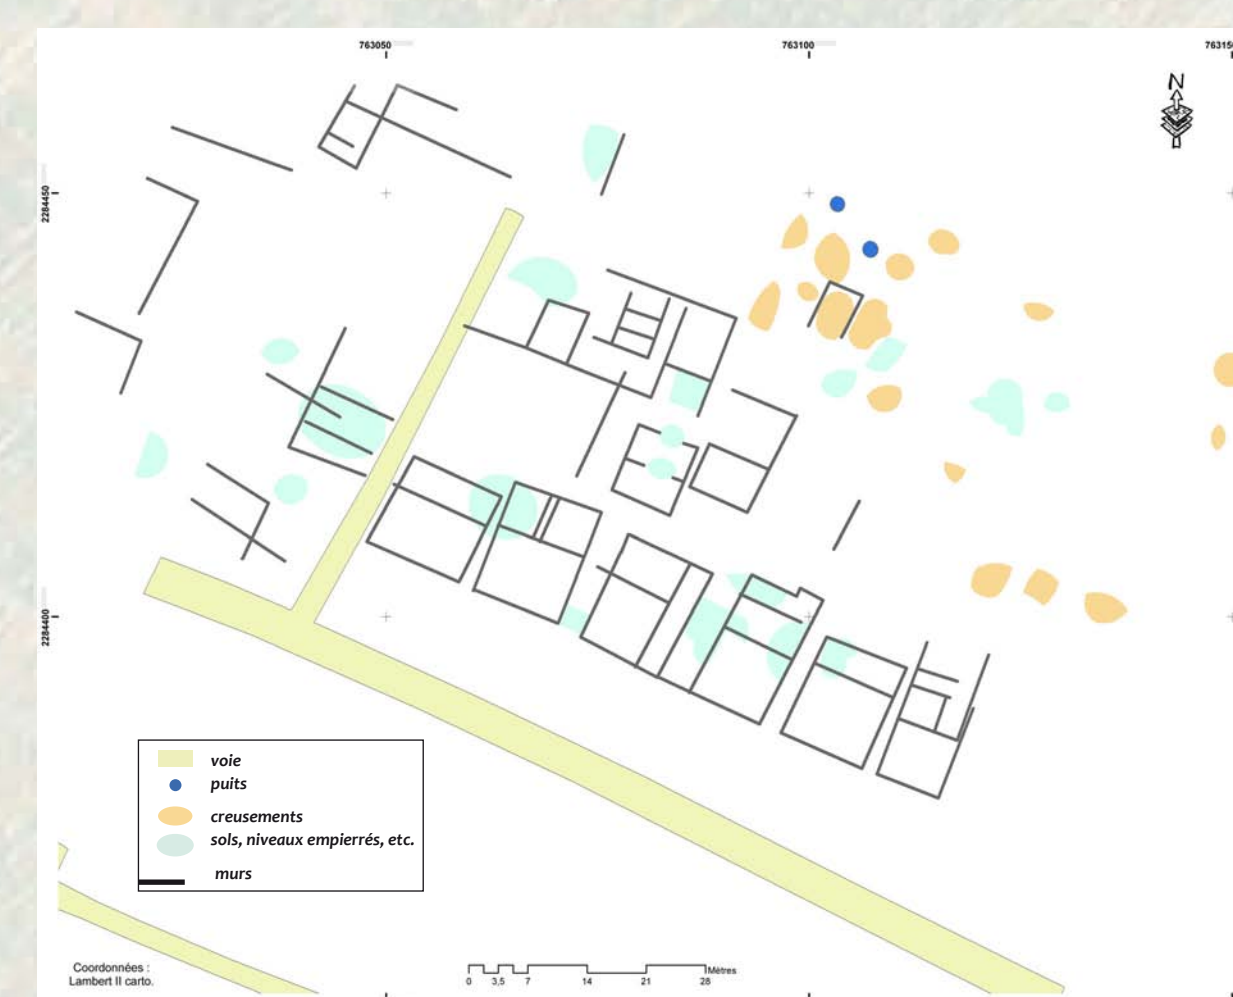 763050
763100
76315
N
2284450
2284400
voie
puits
creusements
sols, niveaux empierrés, etc.
murs
Coordonnées :
Lambert II carto.
Mètres
0 3,5 7 14 21 28